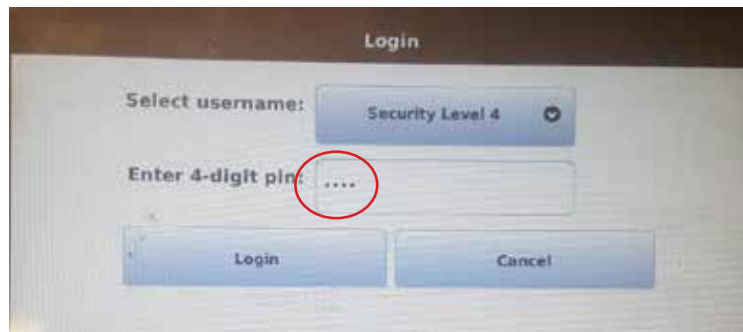 Login
Select username: Security Level 4
Enter 4-digit pin: ....
Login Cancel